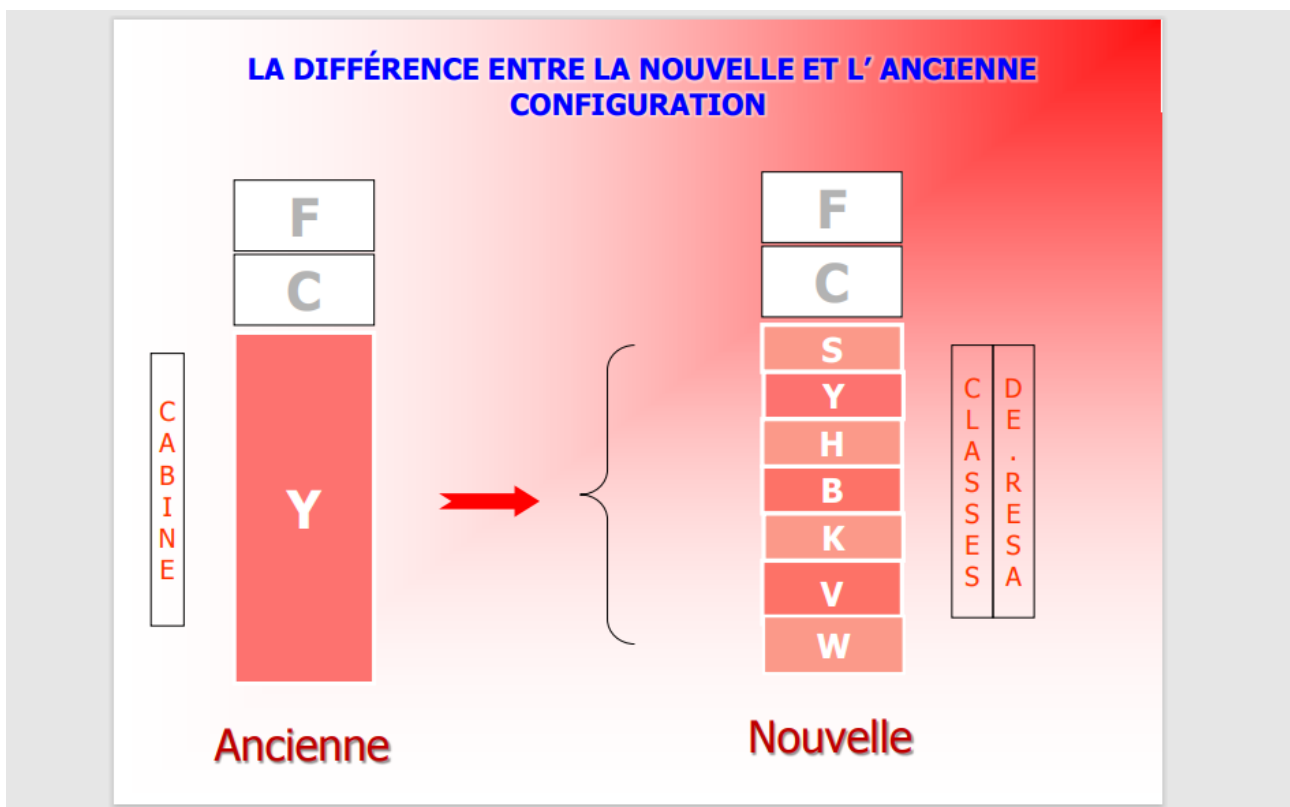 LA DIFFÉRENCE ENTRE LA NOUVELLE ET L’ ANCIENNE
CONFIGURATION
F
C
Y
CABINE
Ancienne
F
C
S
Y
H
B
K
V
W
CLASSES
DE.RESA
Nouvelle